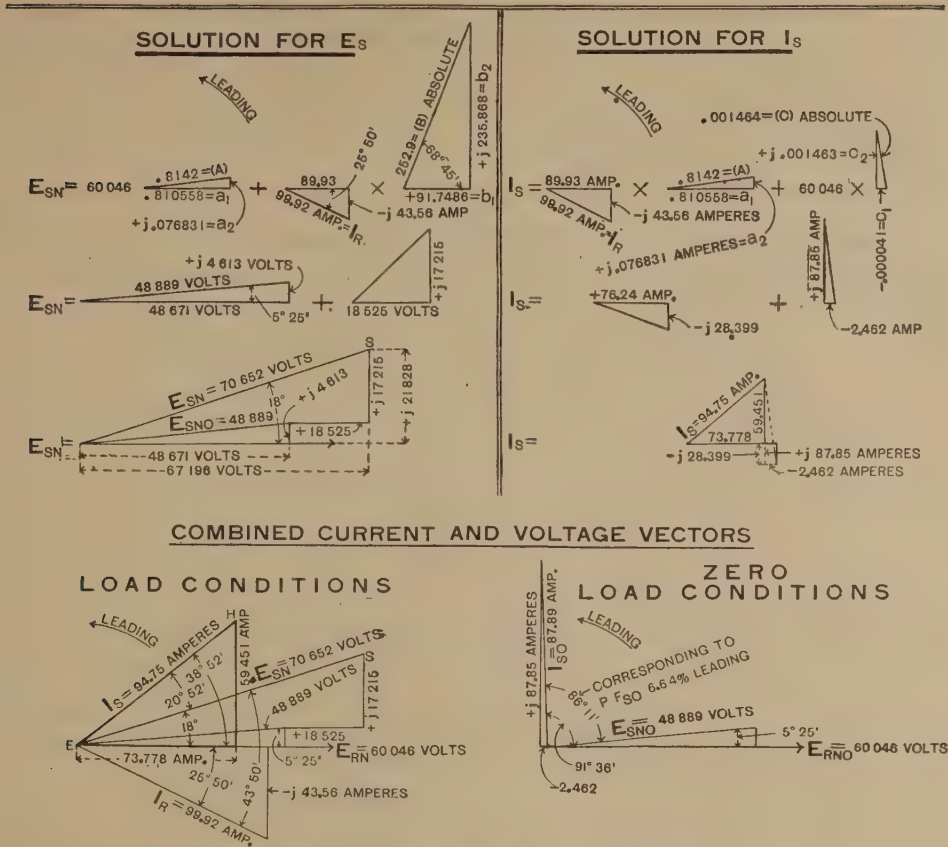 SOLUTION FOR ES
LEADING
252.9=(B) ABSOLUTE
+j 235.868=b2
68°45'
+91.7486=b1
ESN= 60 046
.8142=(A)
.810558=a1
+j.076831=a2
+
89.93
25°50'
99.92 AMP.=IR
-j 43.56 AMP
×
ESN=
+j 4 613 VOLTS
48 889 VOLTS
48 671 VOLTS
5° 25'
+
+j 17 215
18 525 VOLTS
ESN=
ESN= 70 652 VOLTS
S
18°
ESNO= 48 889
+j 4613
+ 18 525
+j 17 215
+j 21 828
48 671 VOLTS
67 196 VOLTS
SOLUTION FOR IS
LEADING
.001464=(C) ABSOLUTE
+j.001463=C2
-.000041=C1
IS=
89.93 AMP.
99.92 AMP.=IR
-j 43.56 AMPERES
×
.8142=(A)
.810558=a1
+j.076831 AMPERES=a2
+ 60 046 ×
IS=
+76.24 AMP.
-j 28.399
+
+j 87.85 AMP
-2.462 AMP
IS=
IS=94.75 AMP.
59.451
73.778
-j 28.399
+j 87.85 AMPERES
-2.462 AMPERES
COMBINED CURRENT AND VOLTAGE VECTORS
LOAD CONDITIONS
LEADING
H
IS= 94.75 AMPERES
38° 52'
20° 52'
18°
59.451 AMP
ESN= 70 652 VOLTS
S
48 889 VOLTS
+j 17 215
+ 18 525
E
ERN= 60 046 VOLTS
5° 25'
73.778 AMP.
25° 50'
43° 50'
-j 43.56 AMPERES
IR = 99.92 AMP.
ZERO
LOAD CONDITIONS
LEADING
+j 87.85 AMPERES
ISO = 87.89 AMP.
CORRESPONDING TO
P FSO 6.64% LEADING
86° 11'
ESNO= 48 889 VOLTS
5° 25'
ERNO= 60 046 VOLTS
91° 36'
-2.462